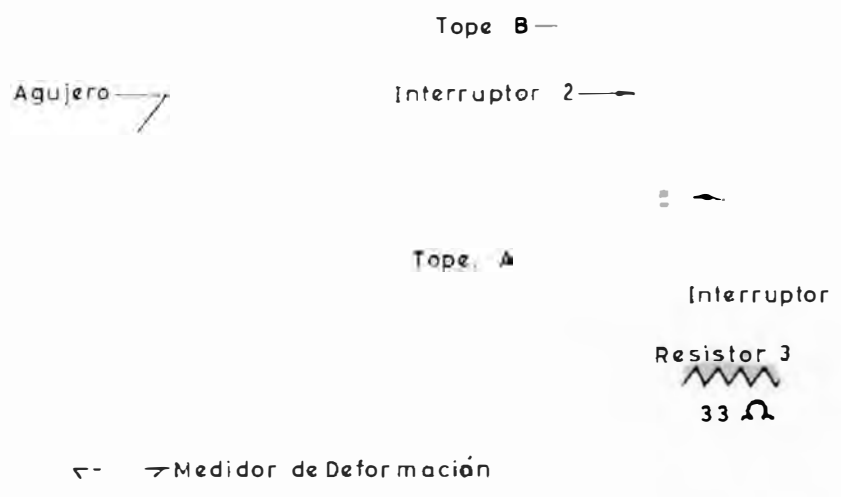 Tope B
Agujero
Interruptor 2
Tope. A
Interruptor
Resistor 3
33 Ω
Medidor de Deformación